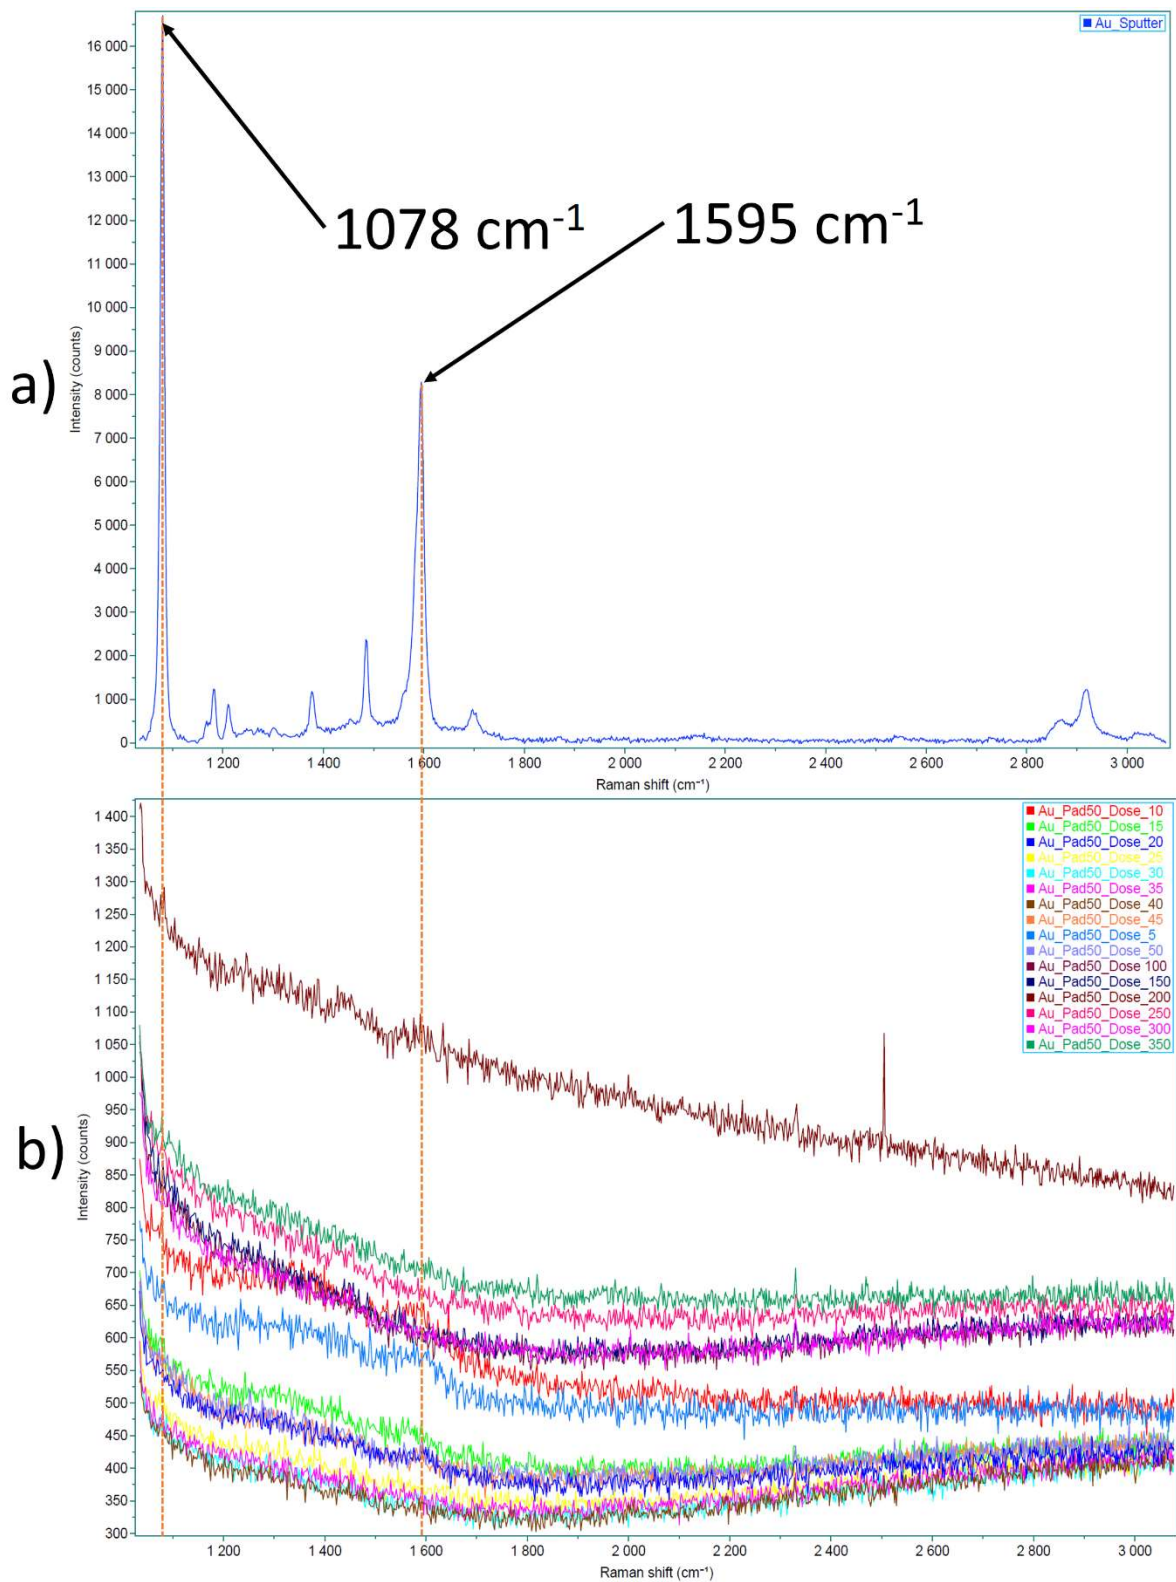 a)
Intensity (counts)
16 000
15 000
14 000
13 000
12 000
11 000
10 000
9 000
8 000
7 000
6 000
5 000
4 000
3 000
2 000
1 000
0
1078 cm⁻¹
1595 cm⁻¹
Au_Sputter
1 200 1 400 1 600 1 800 2 000 2 200 2 400 2 600 2 800 3 000
Raman shift (cm⁻¹)
b)
Intensity (counts)
1 400
1 350
1 300
1 250
1 200
1 150
1 100
1 050
1 000
950
900
850
800
750
700
650
600
550
500
450
400
350
300
Au_Pad50_Dose_10
Au_Pad50_Dose_15
Au_Pad50_Dose_20
Au_Pad50_Dose_25
Au_Pad50_Dose_30
Au_Pad50_Dose_35
Au_Pad50_Dose_40
Au_Pad50_Dose_45
Au_Pad50_Dose_5
Au_Pad50_Dose_50
Au_Pad50_Dose 100
Au_Pad50_Dose_150
Au_Pad50_Dose_200
Au_Pad50_Dose_250
Au_Pad50_Dose_300
Au_Pad50_Dose_350
1 200 1 400 1 600 1 800 2 000 2 200 2 400 2 600 2 800 3 000
Raman shift (cm⁻¹)